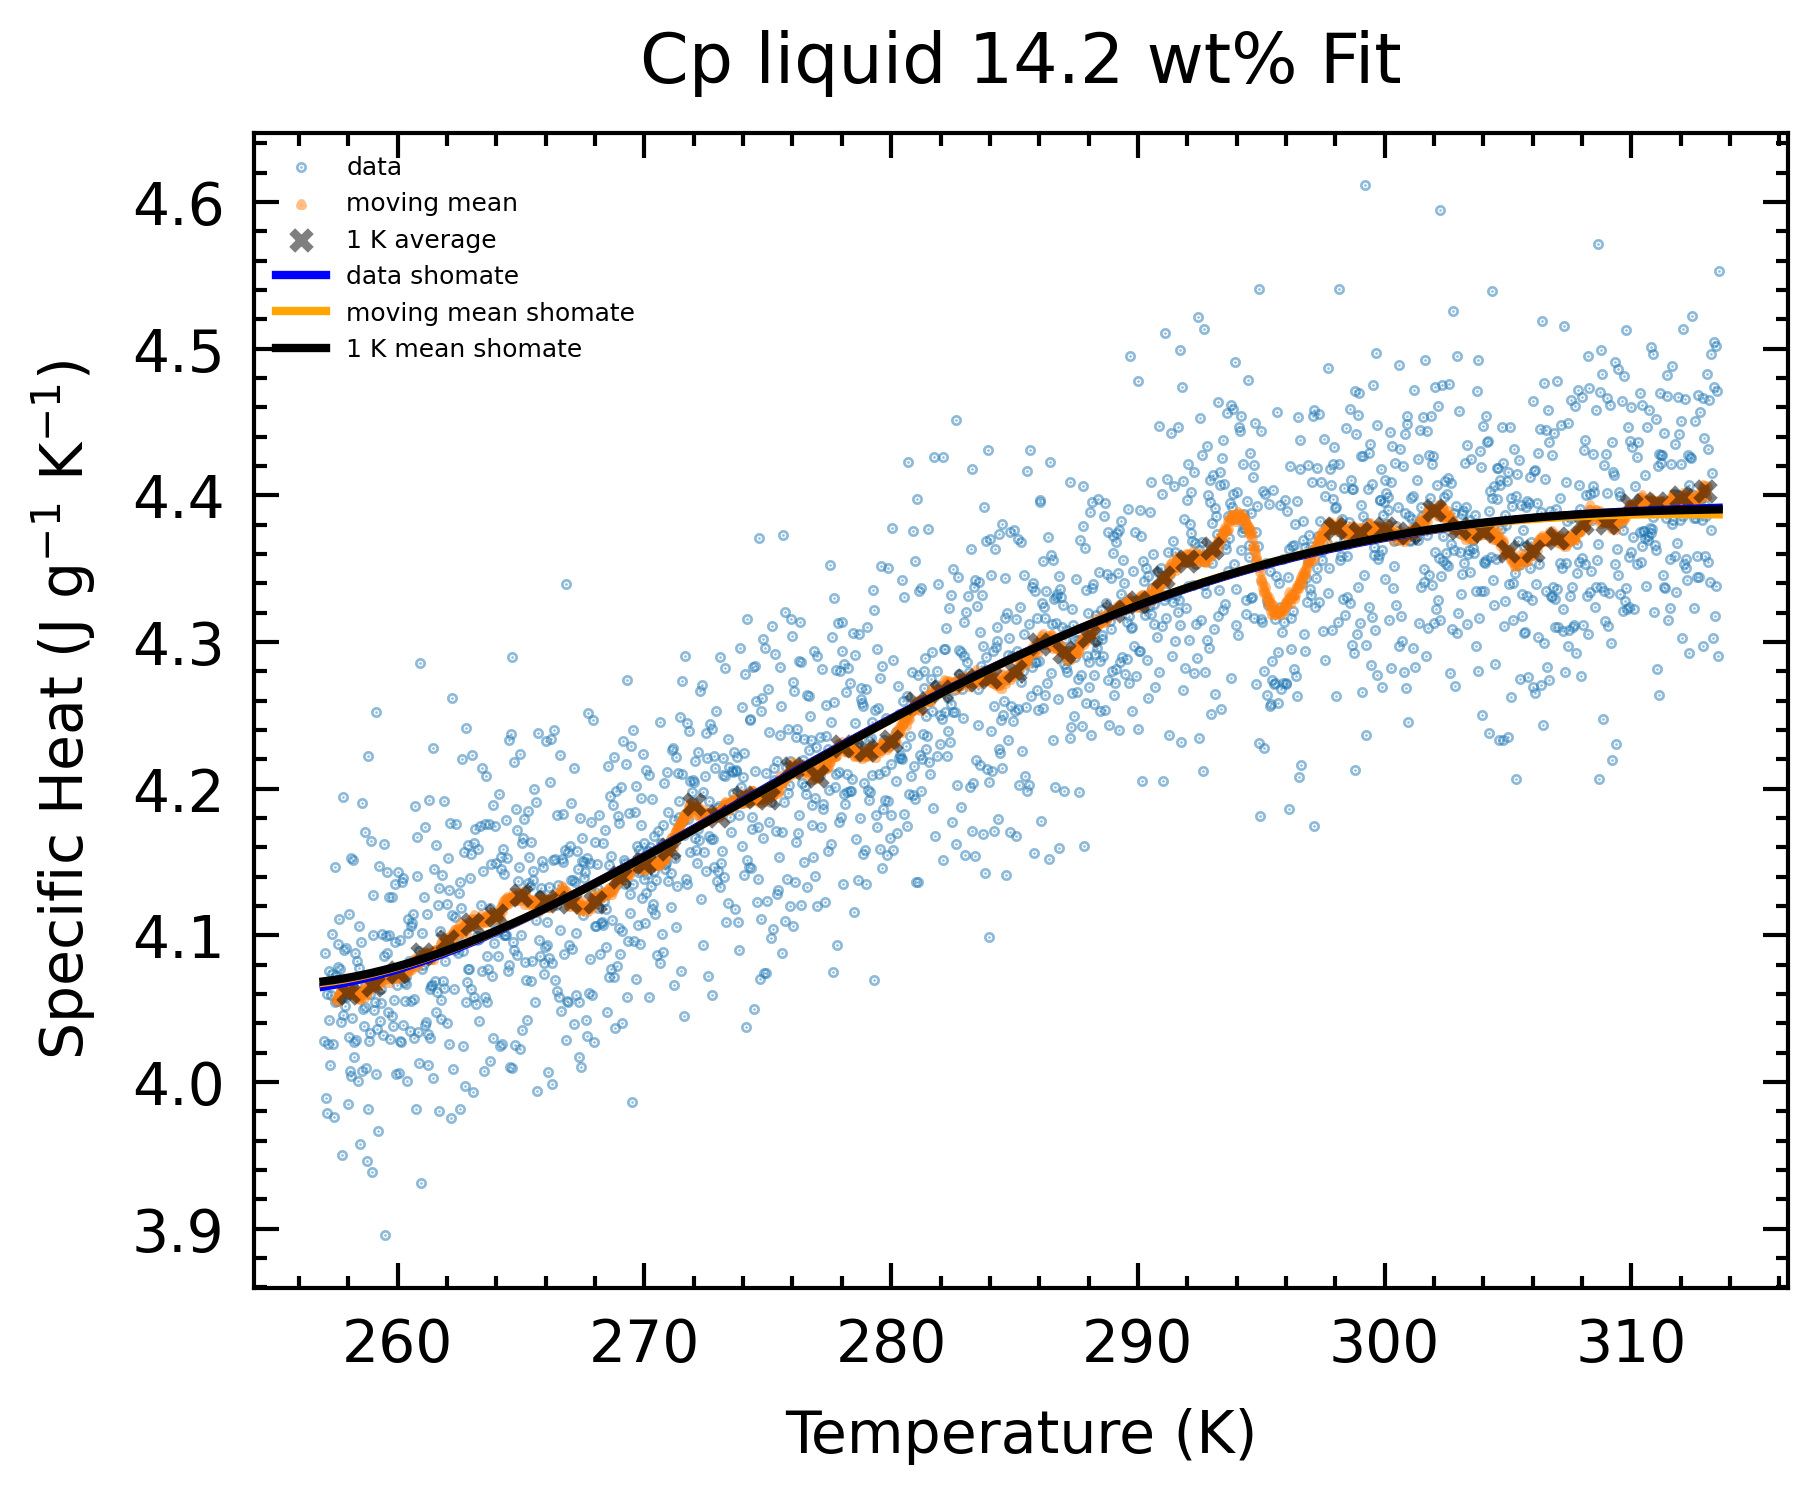 Cp liquid 14.2 wt% Fit
data
moving mean
1 K average
data shomate
moving mean shomate
1 K mean shomate
4.6
4.5
4.4
4.3
4.2
4.1
4.0
3.9
Specific Heat (J g⁻¹ K⁻¹)
260 270 280 290 300 310
Temperature (K)